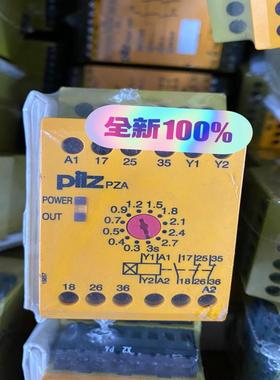 全新100%
A1 17 25 35 Y1 Y2
pilz PZA
POWER
OUT
1.2 1.5
0.9 1.8
0.7 2.1
0.5 2.4
0.4 2.7
0.3 3s
Y1 A1 17 25 35
Y2 A2 18 26 36
18 26 36 A2